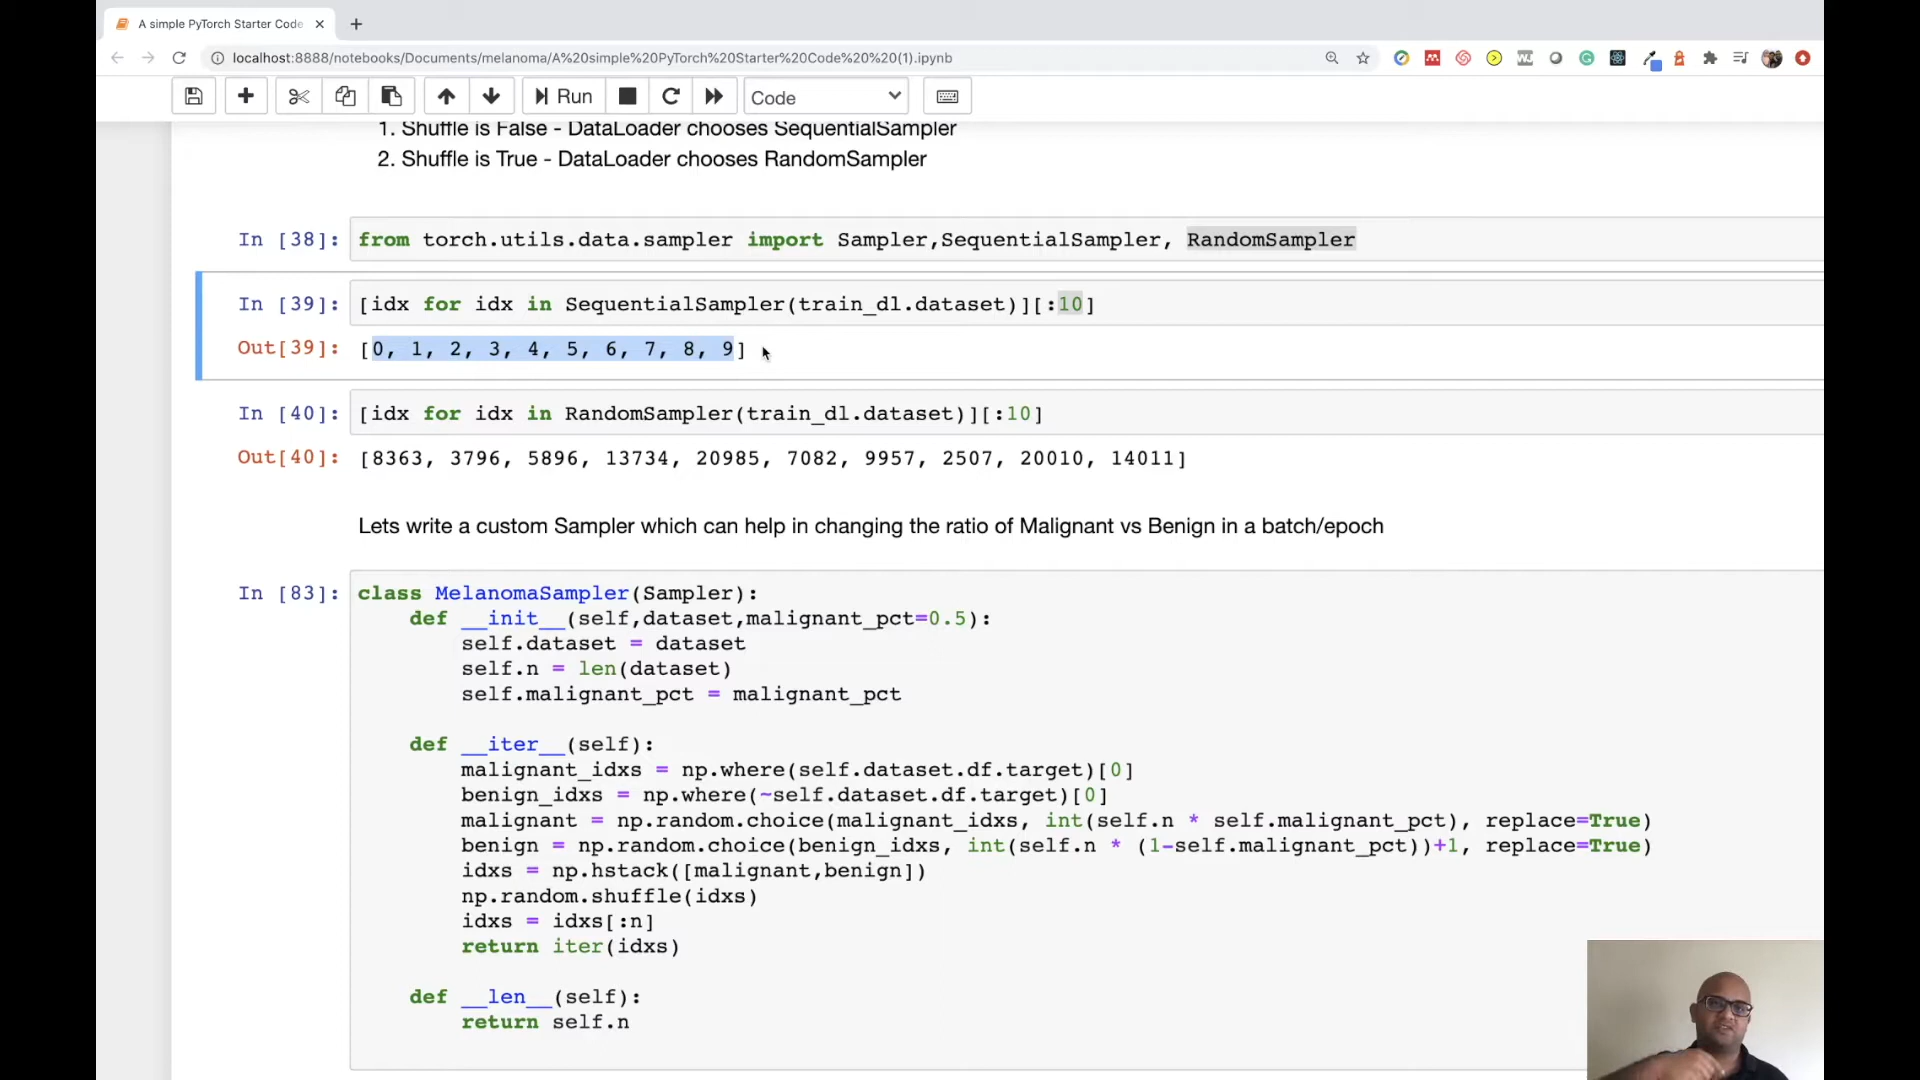 A simple PyTorch Starter Code
localhost:8888/notebooks/Documents/melanoma/A%20simple%20PyTorch%20Starter%20Code%20%20(1).ipynb
Run
Code
1. Shuffle is False - DataLoader chooses SequentialSampler
2. Shuffle is True - DataLoader chooses RandomSampler
In [38]: from torch.utils.data.sampler import Sampler,SequentialSampler, RandomSampler
In [39]: [idx for idx in SequentialSampler(train_dl.dataset)][:10]
Out[39]: [0, 1, 2, 3, 4, 5, 6, 7, 8, 9]
In [40]: [idx for idx in RandomSampler(train_dl.dataset)][:10]
Out[40]: [8363, 3796, 5896, 13734, 20985, 7082, 9957, 2507, 20010, 14011]
Lets write a custom Sampler which can help in changing the ratio of Malignant vs Benign in a batch/epoch
In [83]: class MelanomaSampler(Sampler):
def __init__(self,dataset,malignant_pct=0.5):
self.dataset = dataset
self.n = len(dataset)
self.malignant_pct = malignant_pct
def __iter__(self):
malignant_idxs = np.where(self.dataset.df.target)[0]
benign_idxs = np.where(~self.dataset.df.target)[0]
malignant = np.random.choice(malignant_idxs, int(self.n * self.malignant_pct), replace=True)
benign = np.random.choice(benign_idxs, int(self.n * (1-self.malignant_pct))+1, replace=True)
idxs = np.hstack([malignant,benign])
np.random.shuffle(idxs)
idxs = idxs[:n]
return iter(idxs)
def __len__(self):
return self.n